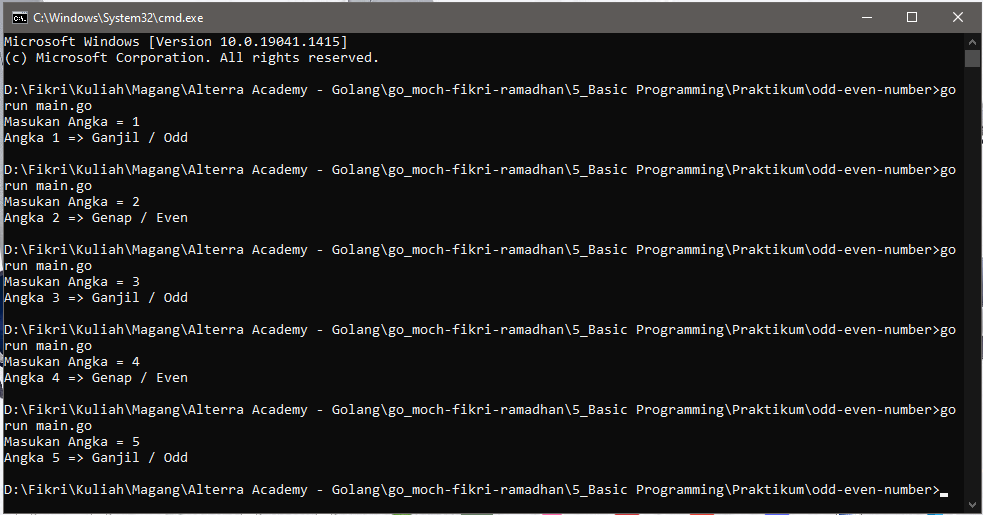 C:\Windows\System32\cmd.exe
Microsoft Windows [Version 10.0.19041.1415]
(c) Microsoft Corporation. All rights reserved.
D:\Fikri\Kuliah\Magang\Alterra Academy - Golang\go_moch-fikri-ramadhan\5_Basic Programming\Praktikum\odd-even-number>go
run main.go
Masukan Angka = 1
Angka 1 => Ganjil / Odd
D:\Fikri\Kuliah\Magang\Alterra Academy - Golang\go_moch-fikri-ramadhan\5_Basic Programming\Praktikum\odd-even-number>go
run main.go
Masukan Angka = 2
Angka 2 => Genap / Even
D:\Fikri\Kuliah\Magang\Alterra Academy - Golang\go_moch-fikri-ramadhan\5_Basic Programming\Praktikum\odd-even-number>go
run main.go
Masukan Angka = 3
Angka 3 => Ganjil / Odd
D:\Fikri\Kuliah\Magang\Alterra Academy - Golang\go_moch-fikri-ramadhan\5_Basic Programming\Praktikum\odd-even-number>go
run main.go
Masukan Angka = 4
Angka 4 => Genap / Even
D:\Fikri\Kuliah\Magang\Alterra Academy - Golang\go_moch-fikri-ramadhan\5_Basic Programming\Praktikum\odd-even-number>go
run main.go
Masukan Angka = 5
Angka 5 => Ganjil / Odd
D:\Fikri\Kuliah\Magang\Alterra Academy - Golang\go_moch-fikri-ramadhan\5_Basic Programming\Praktikum\odd-even-number>